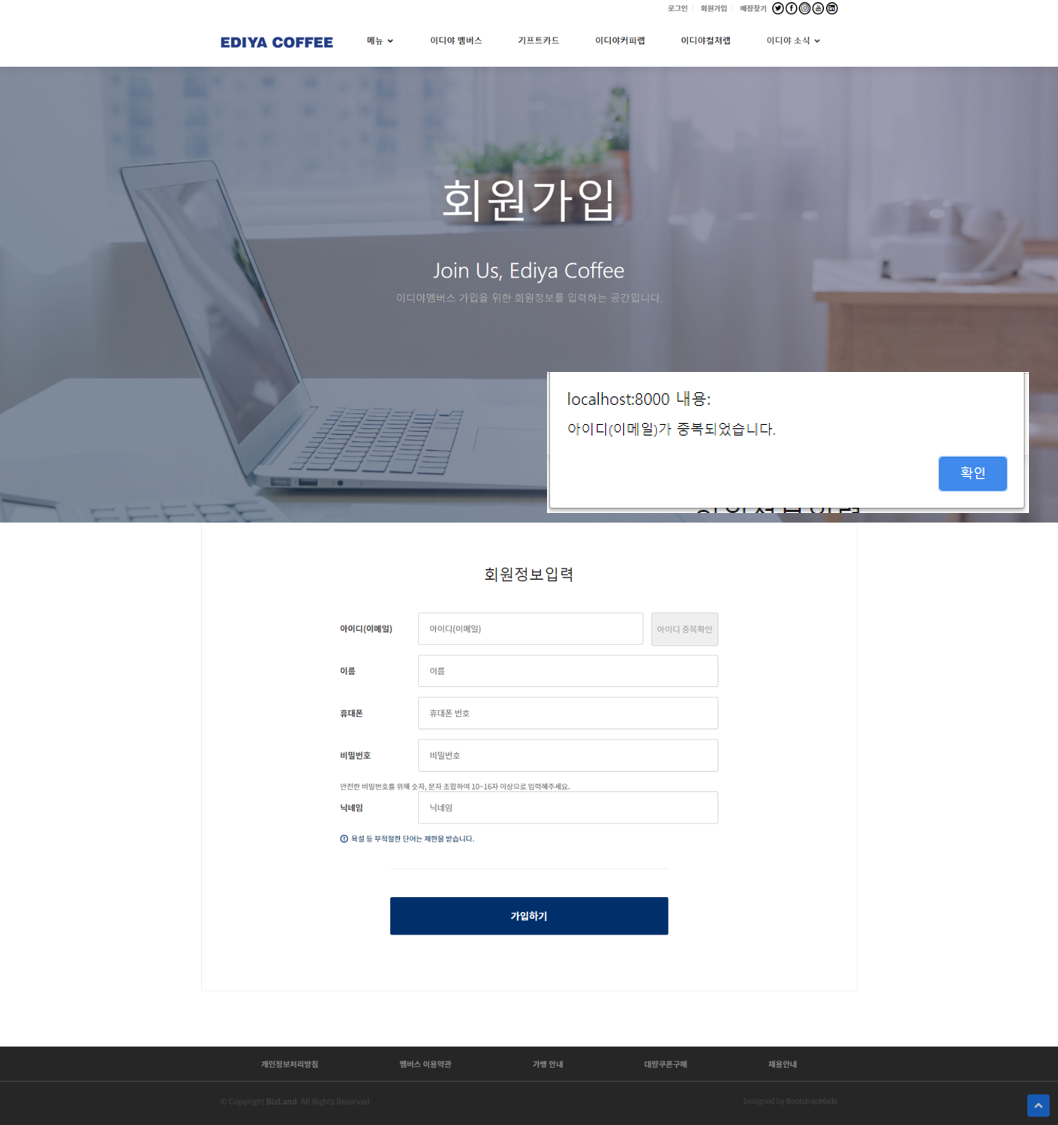 로그인 회원가입 매장찾기
EDIYA COFFEE 메뉴 이디야 멤버스 기프트카드 이디야커피랩 이디야컬처랩 이디야 소식
회원가입
Join Us, Ediya Coffee
이디야멤버스 가입을 위한 회원정보를 입력하는 공간입니다.
localhost:8000 내용:
아이디(이메일)가 중복되었습니다.
확인
회원정보입력
아이디(이메일) 아이디(이메일) 아이디 중복확인
이름 이름
휴대폰 휴대폰 번호
비밀번호 비밀번호
안전한 비밀번호를 위해 숫자, 문자 조합하여 10~16자 이상으로 입력해주세요.
닉네임 닉네임
욕설 등 부적절한 단어는 제한을 받습니다.
가입하기
개인정보처리방침 멤버스 이용약관 가맹 안내 대량쿠폰구매 채용안내
© Copyright BizLand. All Rights Reserved Designed by BootstrapMade